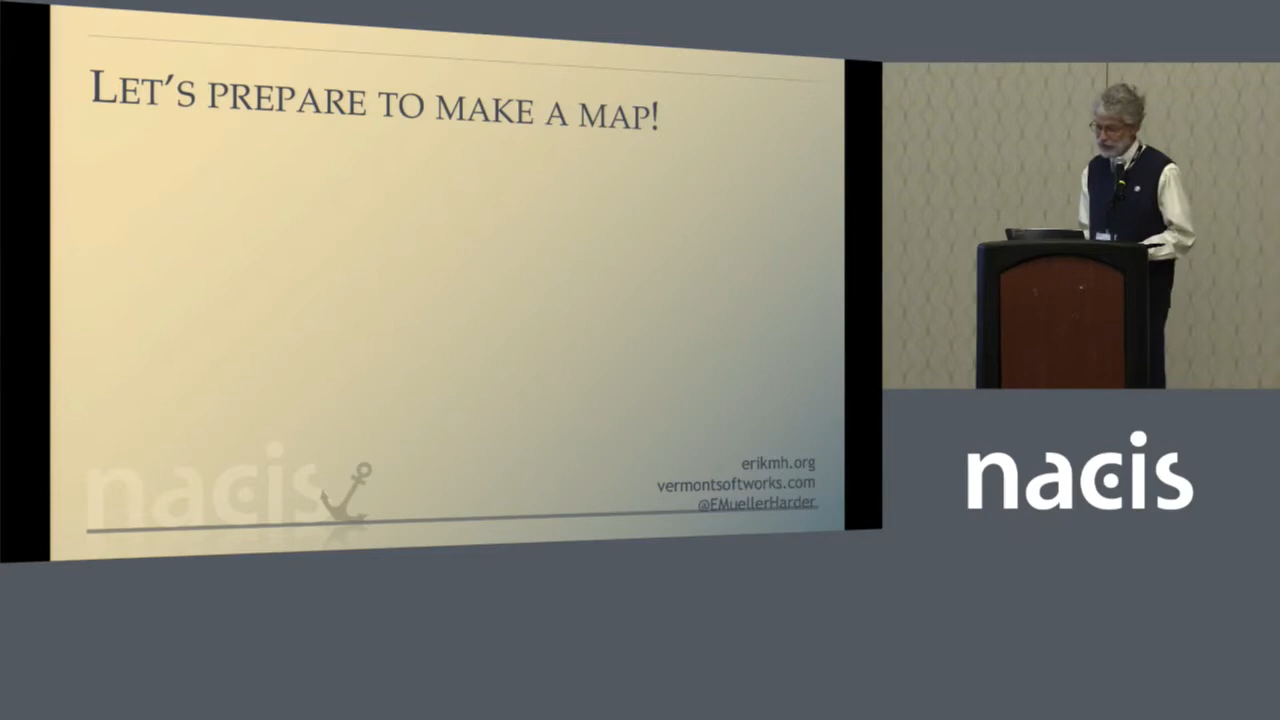 LET'S PREPARE TO MAKE A MAP!
nacis
erikmh.org
vermontsoftworks.com
@EMuellerHarder
nacis